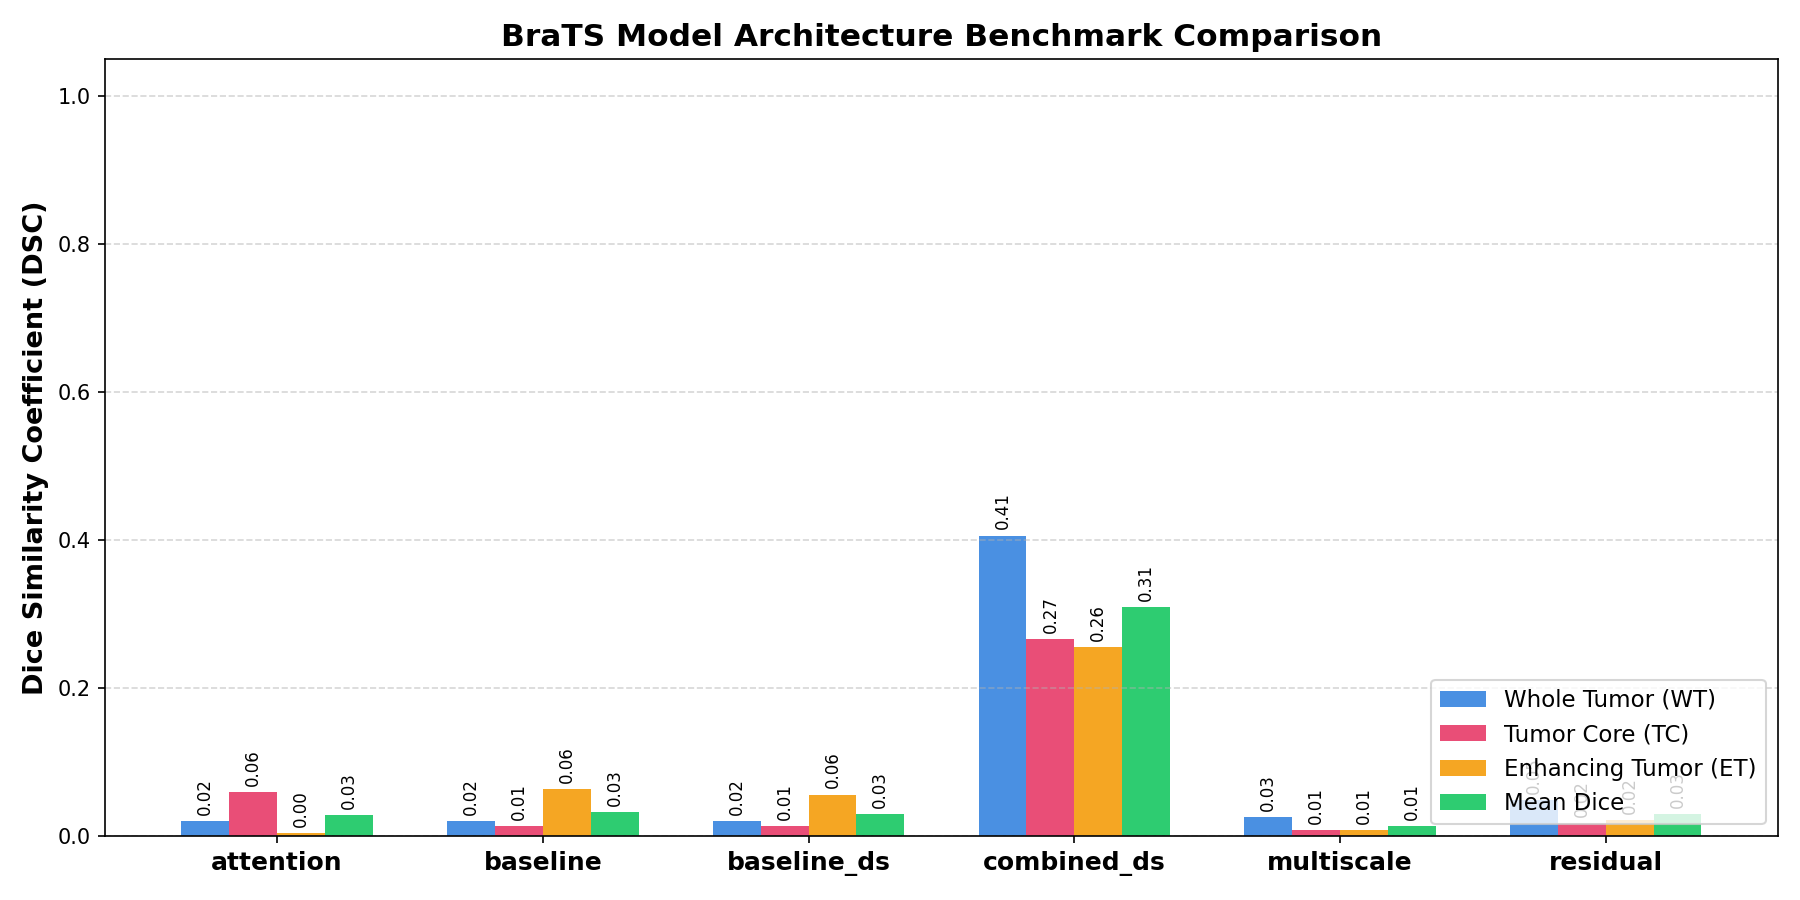 BraTS Model Architecture Benchmark Comparison
Dice Similarity Coefficient (DSC)
1.0
0.8
0.6
0.4
0.2
0.0
0.02
0.06
0.00
0.03
0.02
0.01
0.06
0.03
0.02
0.01
0.06
0.03
0.41
0.27
0.26
0.31
0.03
0.01
0.01
0.01
0.02
0.03
Whole Tumor (WT)
Tumor Core (TC)
Enhancing Tumor (ET)
Mean Dice
attention
baseline
baseline_ds
combined_ds
multiscale
residual